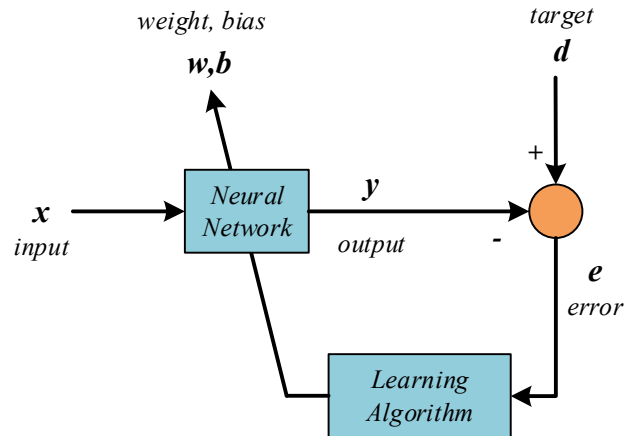 weight, bias
w,b
target
d
+
Neural
Network
x
input
y
output
-
e
error
Learning
Algorithm